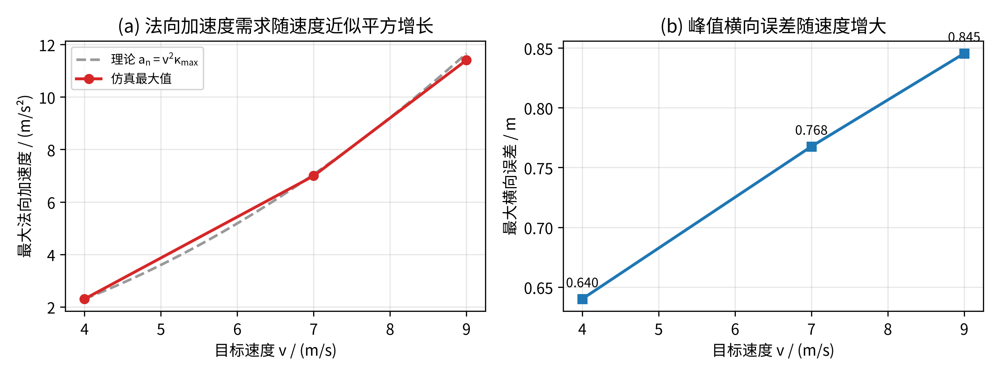 (a) 法向加速度需求随速度近似平方增长
12
10
8
6
4
2
最大法向加速度 / (m/s²)
理论 aₙ = v²κₘₐₓ
仿真最大值
4 5 6 7 8 9
目标速度 v / (m/s)
(b) 峰值横向误差随速度增大
0.85
0.80
0.75
0.70
0.65
最大横向误差 / m
0.845
0.768
0.640
4 5 6 7 8 9
目标速度 v / (m/s)